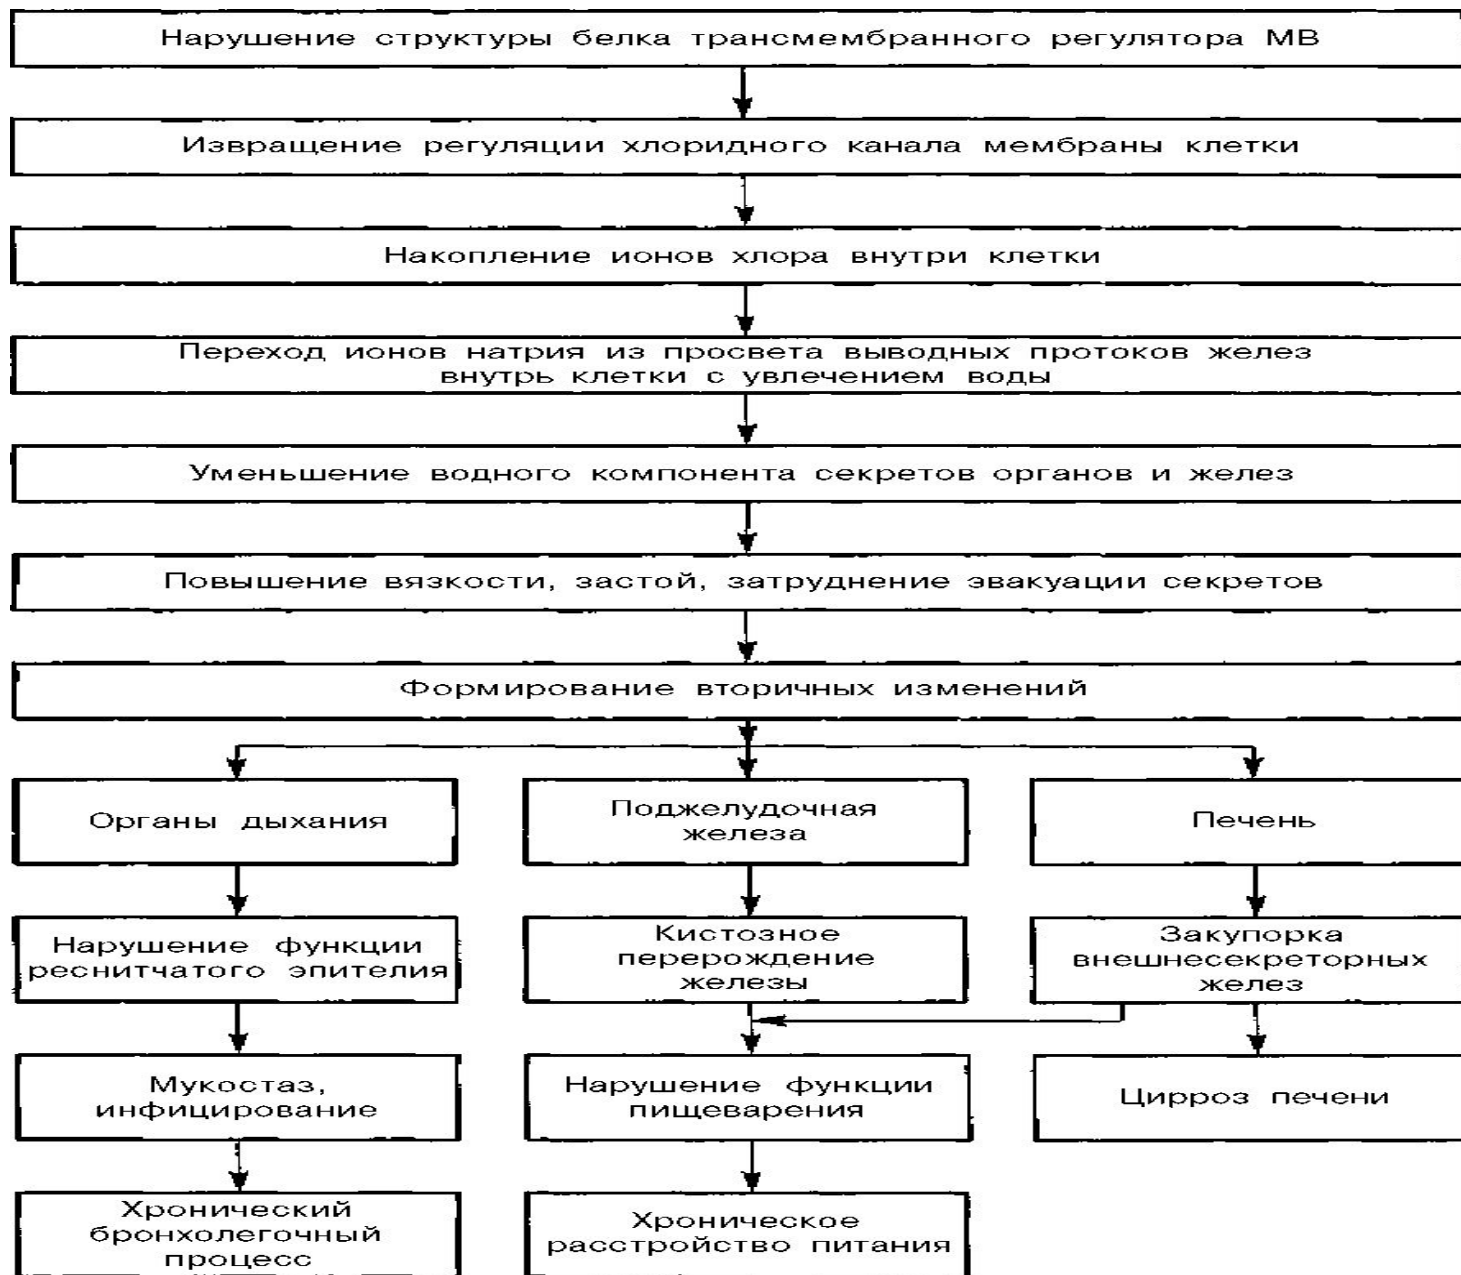 Нарушение структуры белка трансмембранного регулятора МВ
Извращение регуляции хлоридного канала мембраны клетки
Накопление ионов хлора внутри клетки
Переход ионов натрия из просвета выводных протоков желез
внутрь клетки с увлечением воды
Уменьшение водного компонента секретов органов и желез
Повышение вязкости, застой, затруднение эвакуации секретов
Формирование вторичных изменений
Органы дыхания
Поджелудочная
железа
Печень
Нарушение функции
реснитчатого эпителия
Кистозное
перерождение
железы
Закупорка
внешнесекреторных
желез
Мукостаз,
инфицирование
Нарушение функции
пищеварения
Цирроз печени
Хронический
бронхолегочный
процесс
Хроническое
расстройство питания